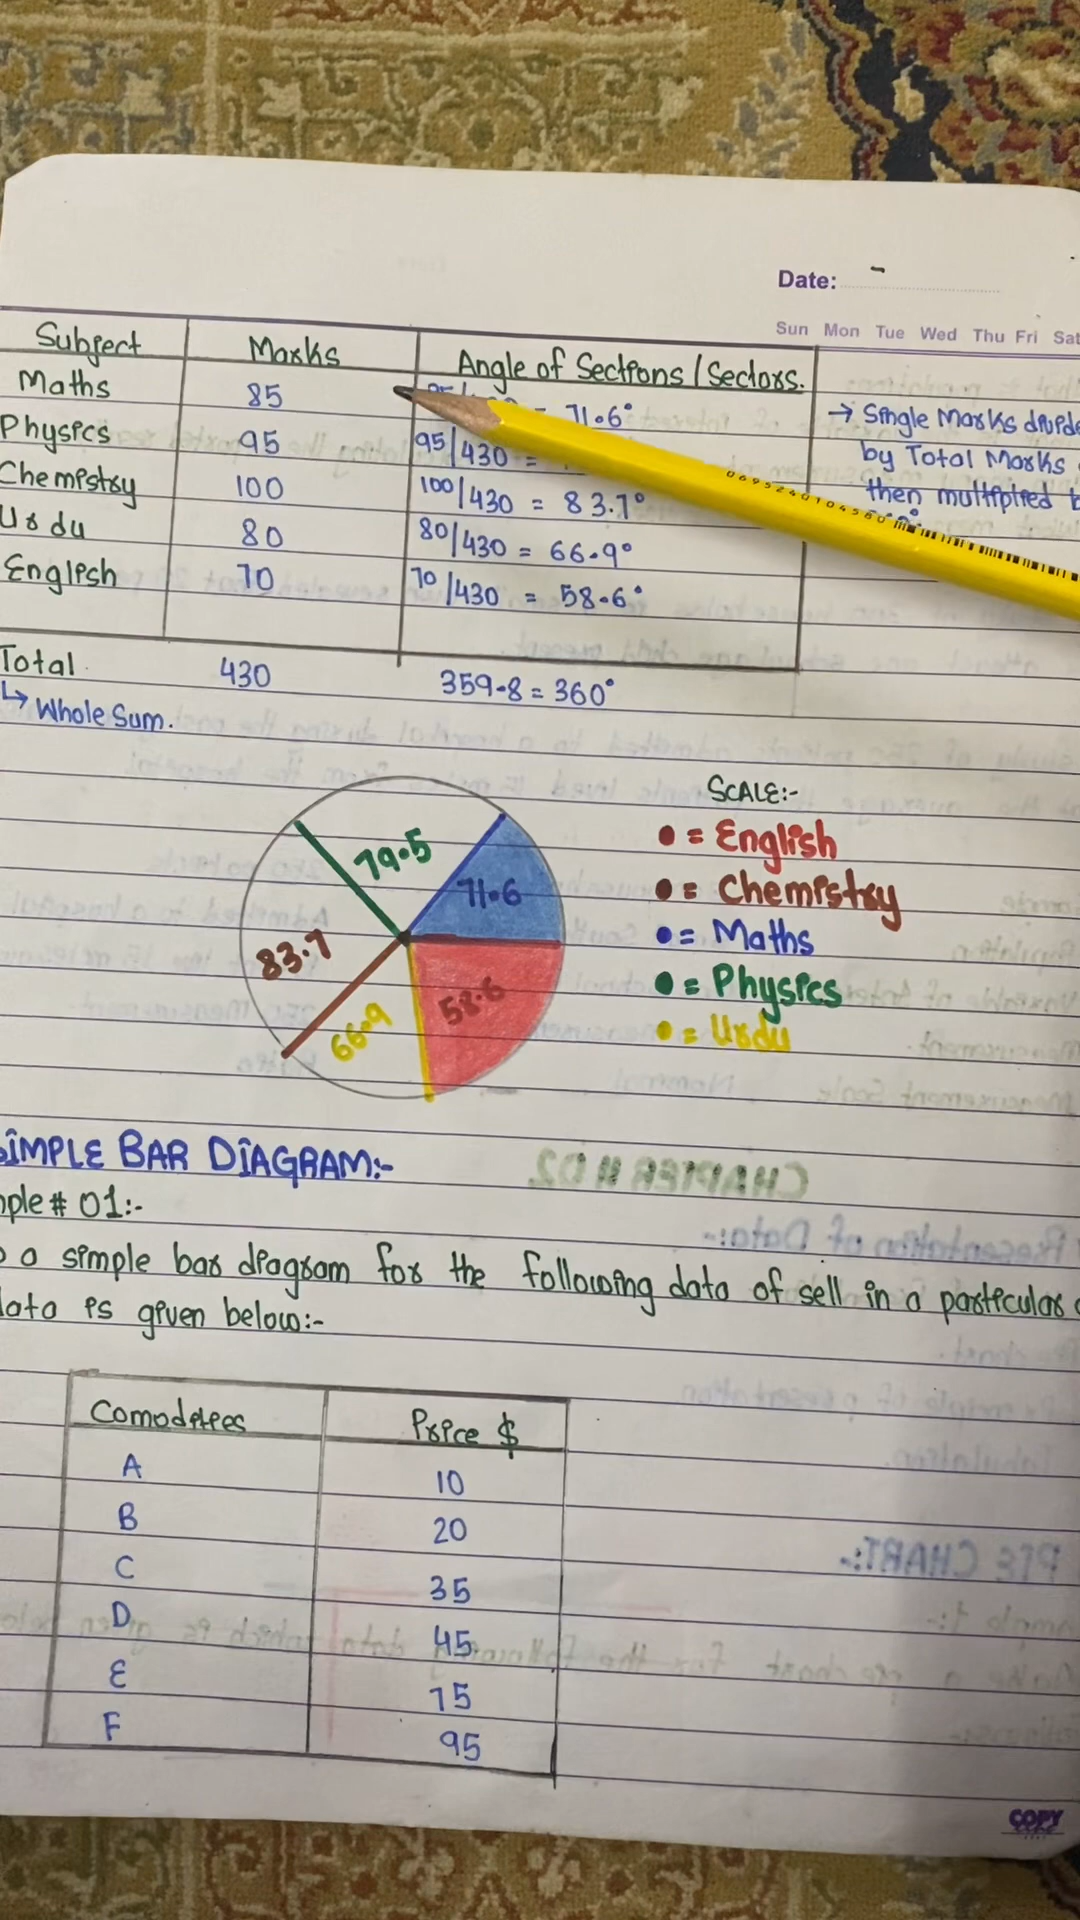 Date:
Sun Mon Tue Wed Thu Fri Sat
Subject Marks Angle of Sections / Sectors.
Maths 85 = 71.6°
Physics 95 95/430 =
Chemistry 100 100/430 = 83.7°
Urdu 80 80/430 = 66.9°
English 70 70/430 = 58.6°
Total 430 359.8 = 360°
↳ Whole Sum.
→ Single Marks
by Total Marks
then multiplied
0695240104580
79.5
71.6
83.7
66.9
58.6
SCALE:-
• = English
• = Chemistry
• = Maths
• = Physics
• = Urdu
SIMPLE BAR DIAGRAM:-
# 01:-
a simple bar diagram for the following data of sell in a particular
data is given below:-
Comodities Price $
A 10
B 20
C 35
D 45
E 75
F 95
COPY